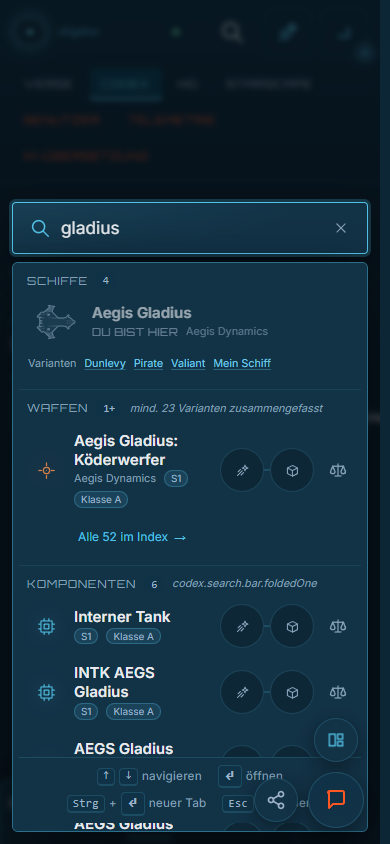 gladius
SCHIFFE 4
Aegis Gladius
DU BIST HIER Aegis Dynamics
Varianten Dunlevy Pirate Valiant Mein Schiff
WAFFEN 1+ mind. 23 Varianten zusammengefasst
Aegis Gladius:
Köderwerfer
Aegis Dynamics S1
Klasse A
Alle 52 im Index →
KOMPONENTEN 6 codex.search.bar.foldedOne
Interner Tank
S1 Klasse A
INTK AEGS
Gladius
S1 Klasse A
AEGS Gladius
↑ ↓ navigieren öffnen
Strg + neuer Tab Esc
AEGS Gladius